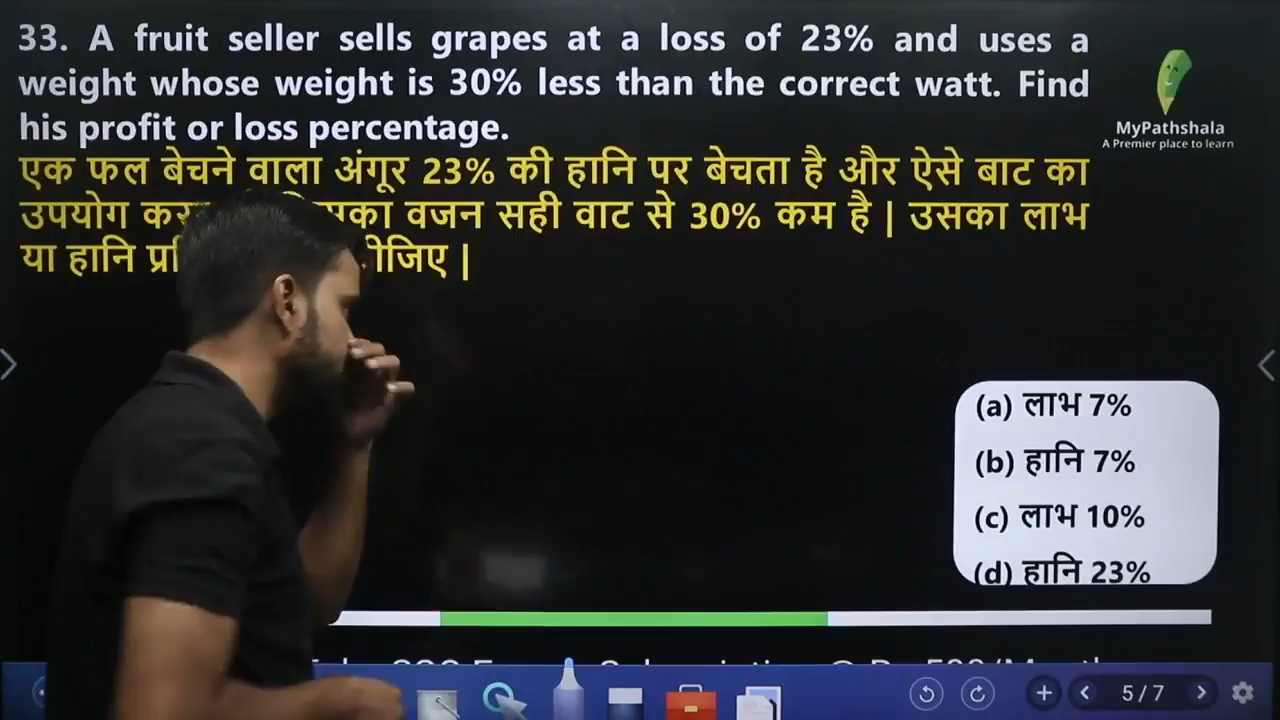 33. A fruit seller sells grapes at a loss of 23% and uses a
weight whose weight is 30% less than the correct watt. Find
his profit or loss percentage.
MyPathshala
A Premier place to learn
एक फल बेचने वाला अंगूर 23% की हानि पर बेचता है और ऐसे बाट का
उपयोग वजन सही वाट से 30% कम है | उसका लाभ
या हानि
(a) लाभ 7%
(b) हानि 7%
(c) लाभ 10%
(d) हानि 23%
5 / 7